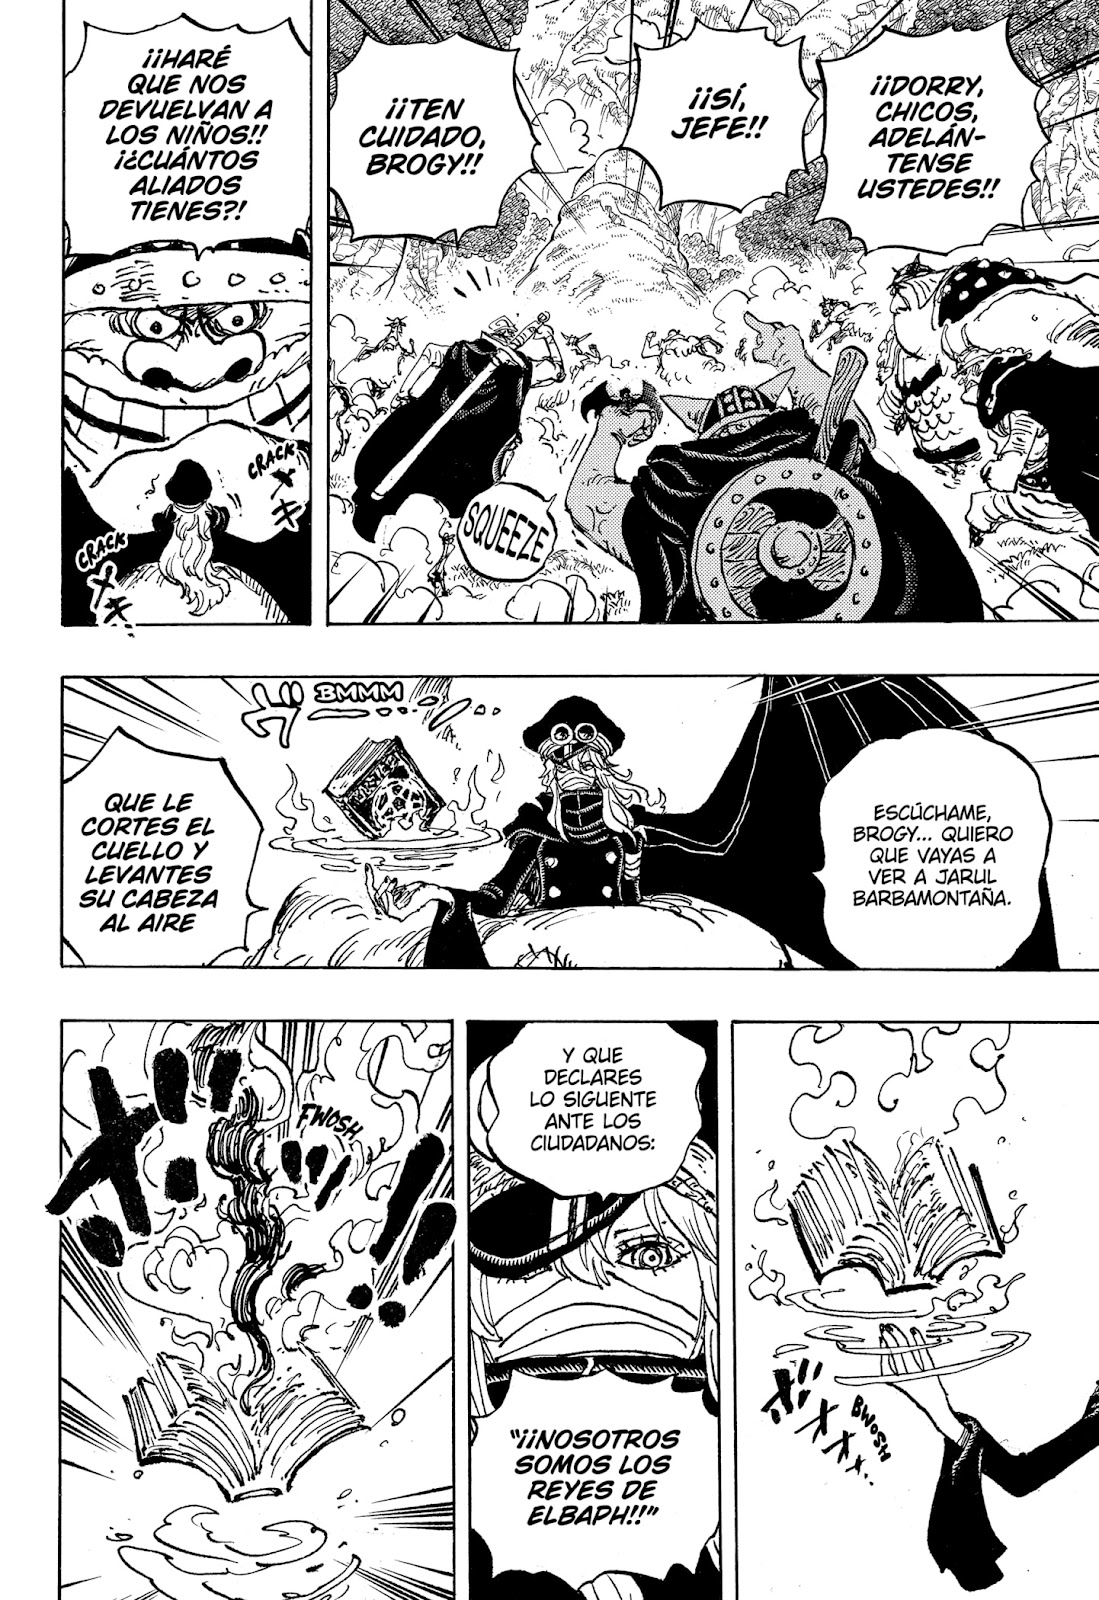 ¡¡DORRY,
CHICOS,
ADELÁN-
TENSE
USTEDES!!
¡¡SÍ,
JEFE!!
¡¡TEN
CUIDADO,
BROGY!!
SQUEEZE
¡¡HARÉ
QUE NOS
DEVUELVAN A
LOS NIÑOS!!
¡¿CUÁNTOS
ALIADOS
TIENES?!
CRACK
CRACK
ESCÚCHAME,
BROGY... QUIERO
QUE VAYAS A
VER A JARUL
BARBAMONTAÑA.
BMMM
QUE LE
CORTES EL
CUELLO Y
LEVANTES
SU CABEZA
AL AIRE
BWOSH
Y QUE
DECLARES
LO SIGUENTE
ANTE LOS
CIUDADANOS:
"¡¡NOSOTROS
SOMOS LOS
REYES DE
ELBAPH!!"
FWOSH